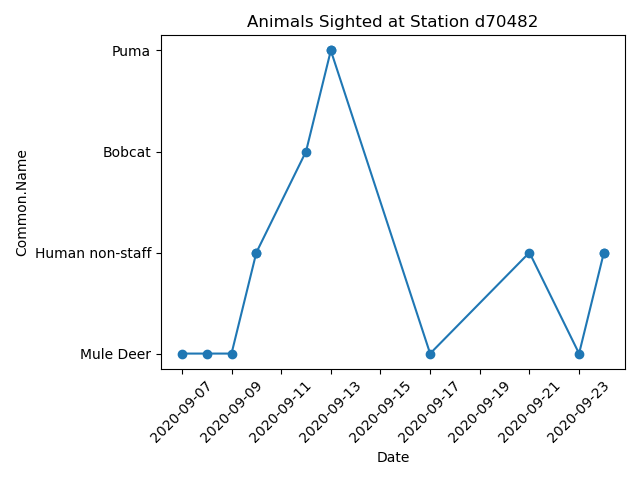 Animals Sighted at Station d70482
Puma
Bobcat
Human non-staff
Mule Deer
Common.Name
2020-09-07
2020-09-09
2020-09-11
2020-09-13
2020-09-15
2020-09-17
2020-09-19
2020-09-21
2020-09-23
Date